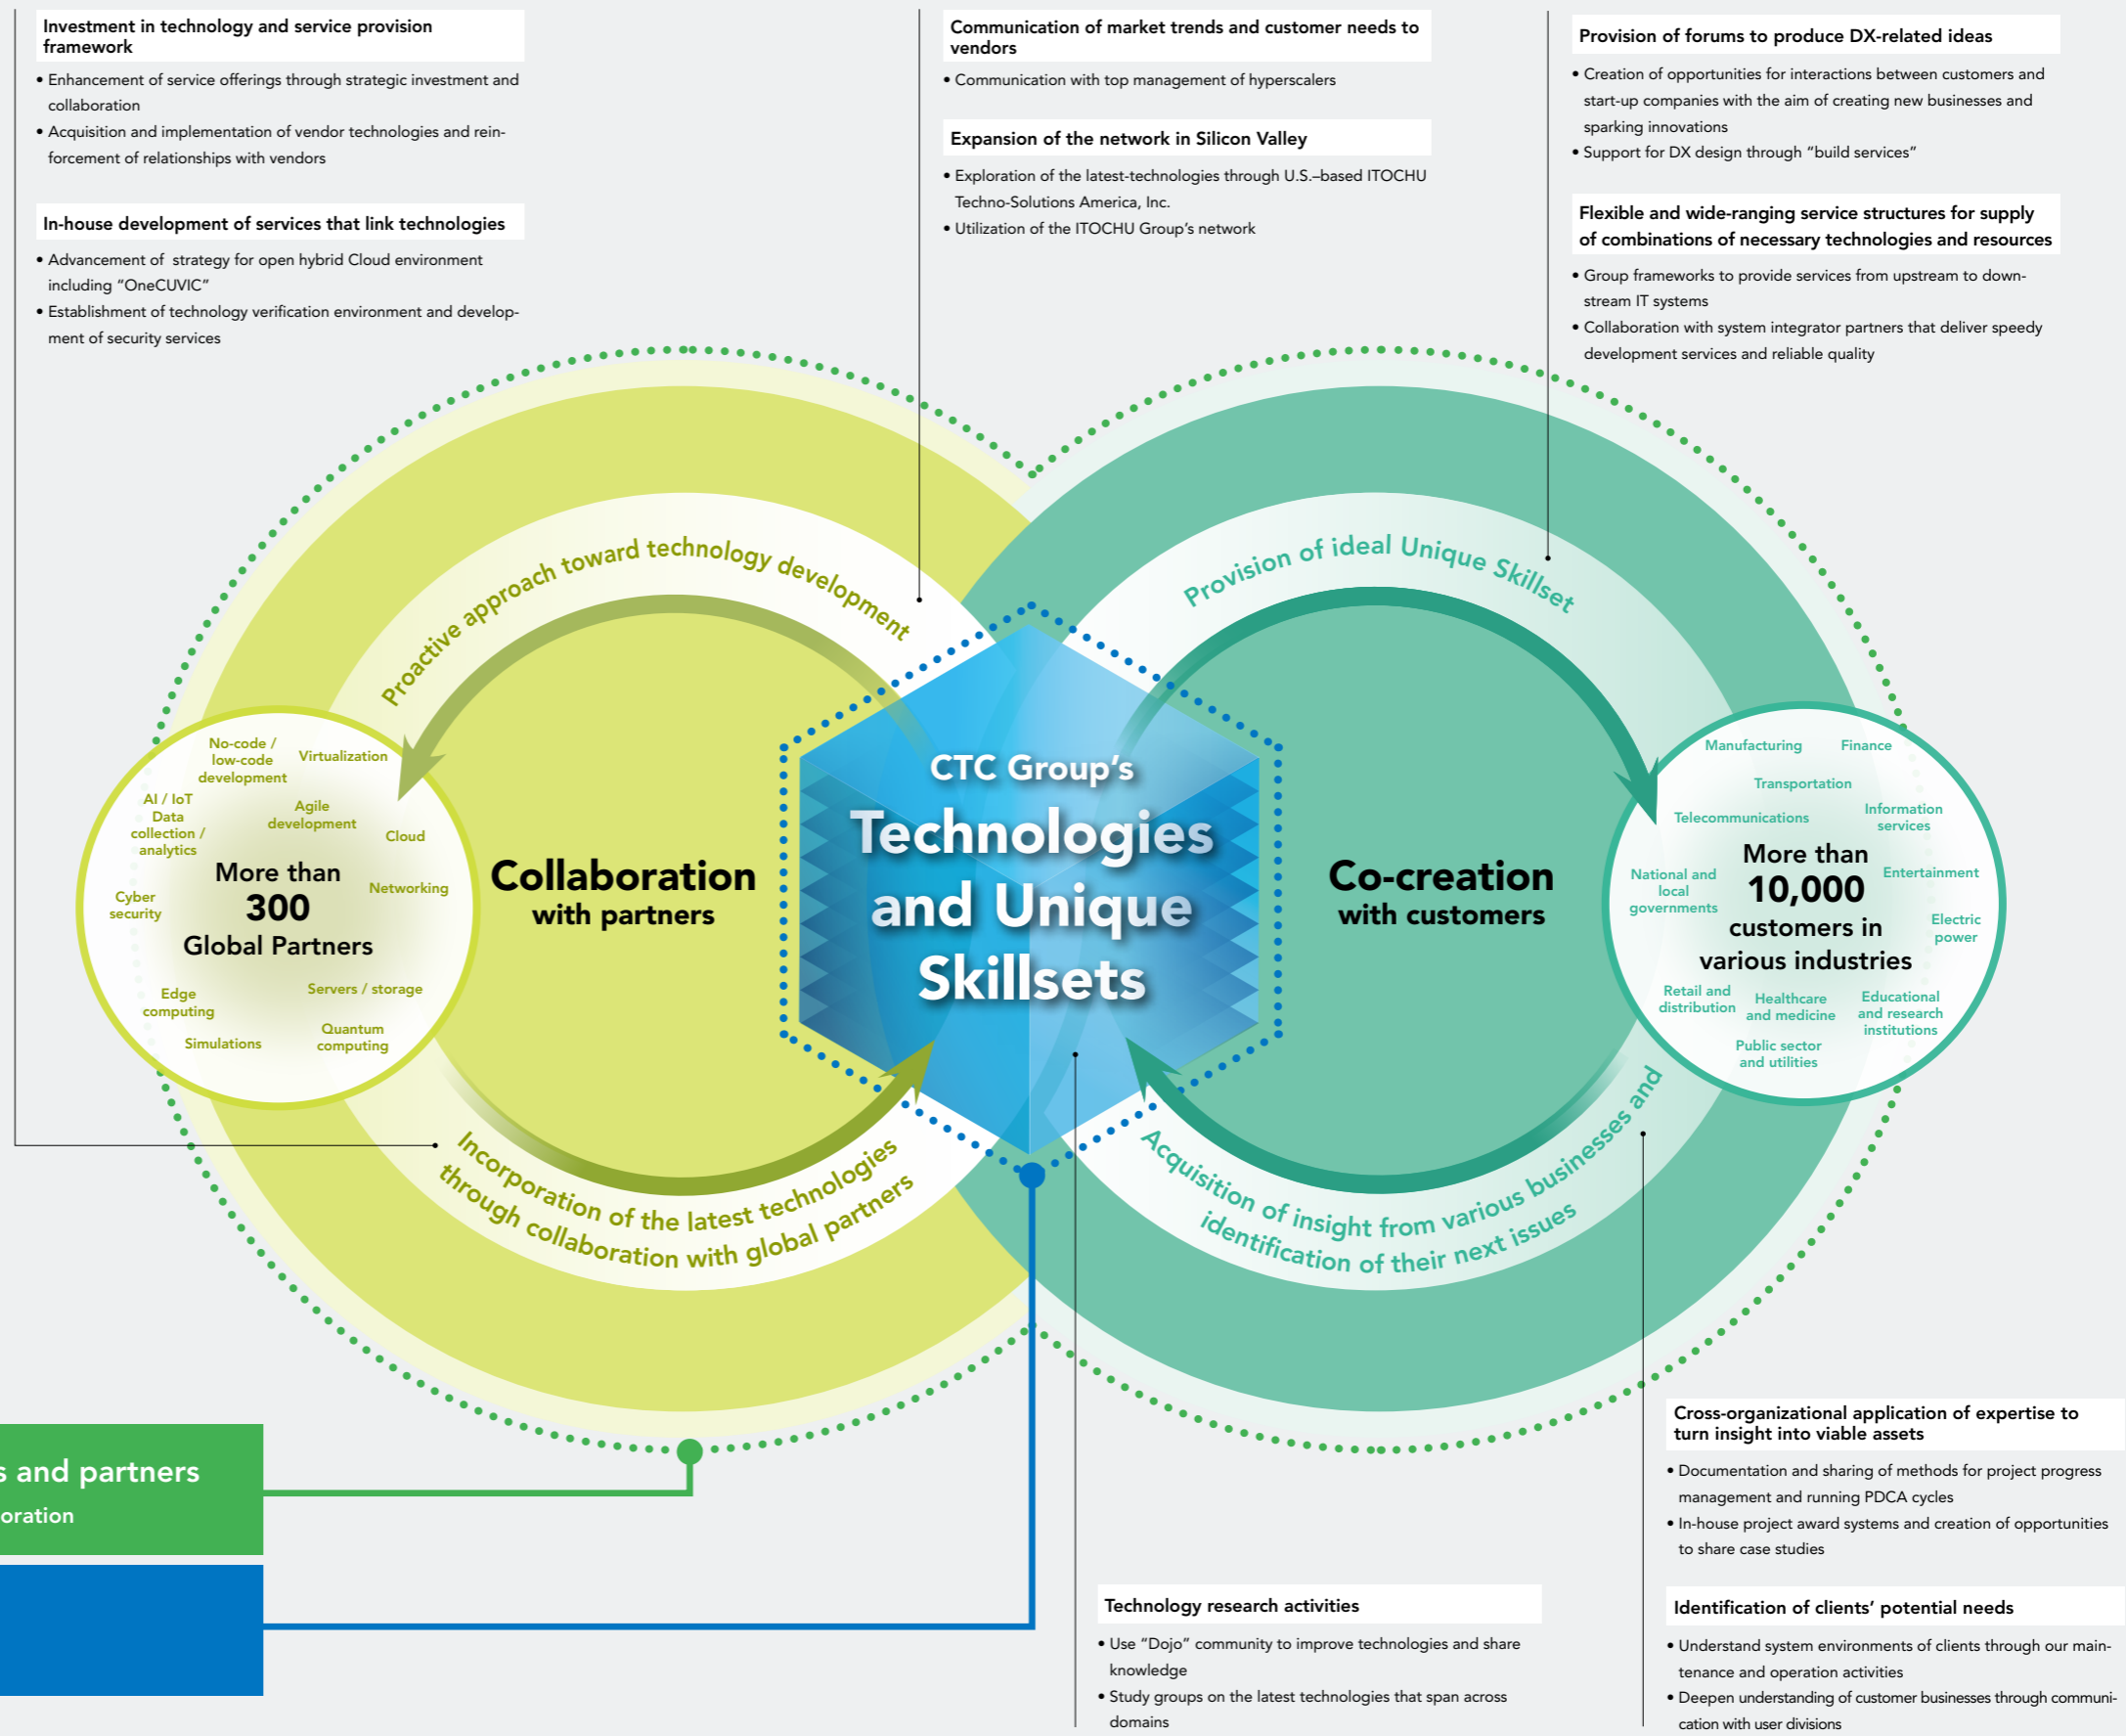 Investment in technology and service provision
framework
• Enhancement of service offerings through strategic investment and
collaboration
• Acquisition and implementation of vendor technologies and rein-
forcement of relationships with vendors
In-house development of services that link technologies
• Advancement of strategy for open hybrid Cloud environment
including “OneCUVIC”
• Establishment of technology verification environment and develop-
ment of security services
Communication of market trends and customer needs to
vendors
• Communication with top management of hyperscalers
Expansion of the network in Silicon Valley
• Exploration of the latest-technologies through U.S.–based ITOCHU
Techno-Solutions America, Inc.
• Utilization of the ITOCHU Group’s network
Provision of forums to produce DX-related ideas
• Creation of opportunities for interactions between customers and
start-up companies with the aim of creating new businesses and
sparking innovations
• Support for DX design through “build services”
Flexible and wide-ranging service structures for supply
of combinations of necessary technologies and resources
• Group frameworks to provide services from upstream to down-
stream IT systems
• Collaboration with system integrator partners that deliver speedy
development services and reliable quality
Proactive approach toward technology development
Provision of ideal Unique Skillset
No-code /
low-code
development
Virtualization
AI / IoT
Data
collection /
analytics
Agile
development
Cloud
Networking
Cyber
security
More than
300
Global Partners
Edge
computing
Servers / storage
Simulations
Quantum
computing
Collaboration
with partners
CTC Group’s
Technologies
and Unique
Skillsets
Co-creation
with customers
Manufacturing
Finance
Transportation
Telecommunications
Information
services
National and
local
governments
More than
10,000
customers in
various industries
Entertainment
Electric
power
Retail and
distribution
Healthcare
and medicine
Educational
and research
institutions
Public sector
and utilities
Incorporation of the latest technologies
through collaboration with global partners
Acquisition of insight from various businesses and
identification of their next issues
s and partners
oration
Technology research activities
• Use “Dojo” community to improve technologies and share
knowledge
• Study groups on the latest technologies that span across
domains
Cross-organizational application of expertise to
turn insight into viable assets
• Documentation and sharing of methods for project progress
management and running PDCA cycles
• In-house project award systems and creation of opportunities
to share case studies
Identification of clients’ potential needs
• Understand system environments of clients through our main-
tenance and operation activities
• Deepen understanding of customer businesses through communi-
cation with user divisions